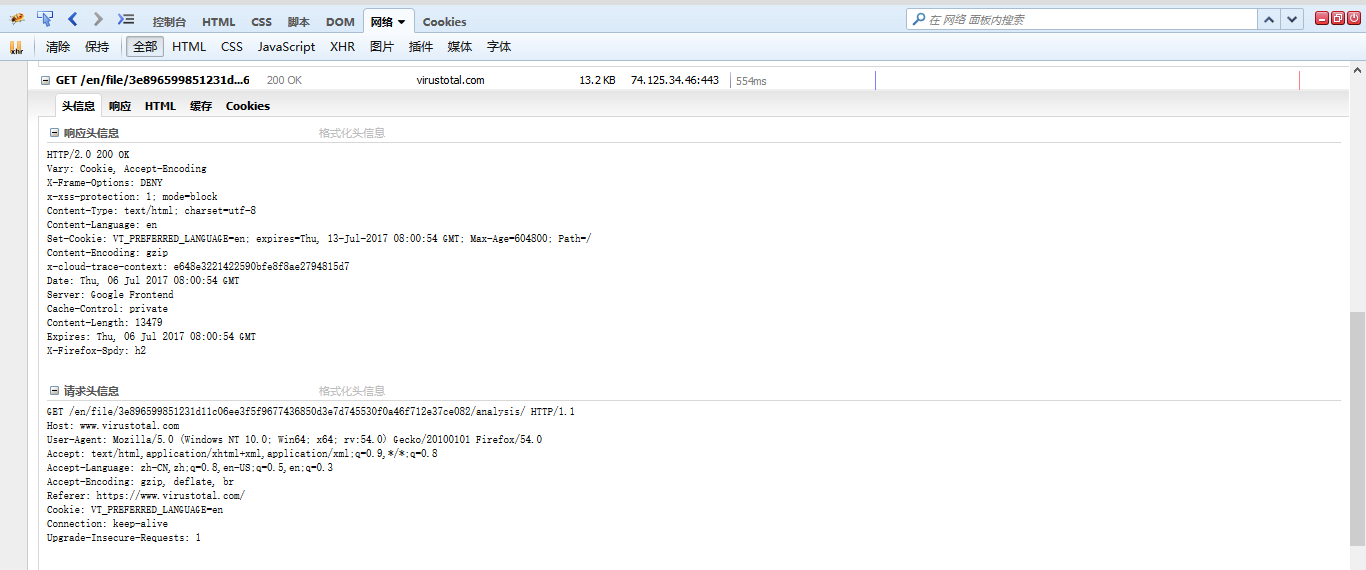 控制台 HTML CSS 脚本 DOM 网络 Cookies 在 网络 面板内搜索
xhr 清除 保持 全部 HTML CSS JavaScript XHR 图片 插件 媒体 字体
GET /en/file/3e896599851231d...6 200 OK virustotal.com 13.2 KB 74.125.34.46:443 554ms
头信息 响应 HTML 缓存 Cookies
响应头信息 格式化头信息
HTTP/2.0 200 OK
Vary: Cookie, Accept-Encoding
X-Frame-Options: DENY
x-xss-protection: 1; mode=block
Content-Type: text/html; charset=utf-8
Content-Language: en
Set-Cookie: VT_PREFERRED_LANGUAGE=en; expires=Thu, 13-Jul-2017 08:00:54 GMT; Max-Age=604800; Path=/
Content-Encoding: gzip
x-cloud-trace-context: e648e3221422590bfe8f8ae2794815d7
Date: Thu, 06 Jul 2017 08:00:54 GMT
Server: Google Frontend
Cache-Control: private
Content-Length: 13479
Expires: Thu, 06 Jul 2017 08:00:54 GMT
X-Firefox-Spdy: h2
请求头信息 格式化头信息
GET /en/file/3e896599851231d11c06ee3f5f9677436850d3e7d745530f0a46f712e37ce082/analysis/ HTTP/1.1
Host: www.virustotal.com
User-Agent: Mozilla/5.0 (Windows NT 10.0; Win64; x64; rv:54.0) Gecko/20100101 Firefox/54.0
Accept: text/html,application/xhtml+xml,application/xml;q=0.9,*/*;q=0.8
Accept-Language: zh-CN,zh;q=0.8,en-US;q=0.5,en;q=0.3
Accept-Encoding: gzip, deflate, br
Referer: https://www.virustotal.com/
Cookie: VT_PREFERRED_LANGUAGE=en
Connection: keep-alive
Upgrade-Insecure-Requests: 1